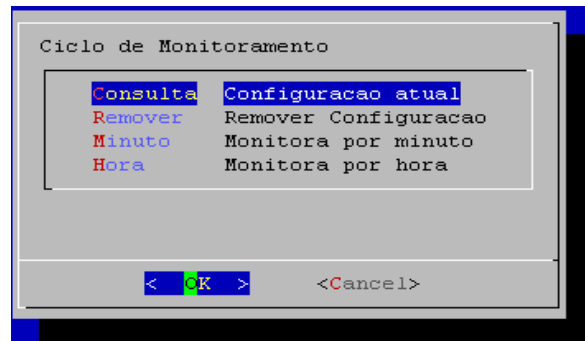 Ciclo de Monitoramento
Consulta Configuracao atual
Remover Remover Configuracao
Minuto Monitora por minuto
Hora Monitora por hora
< OK > <Cancel>